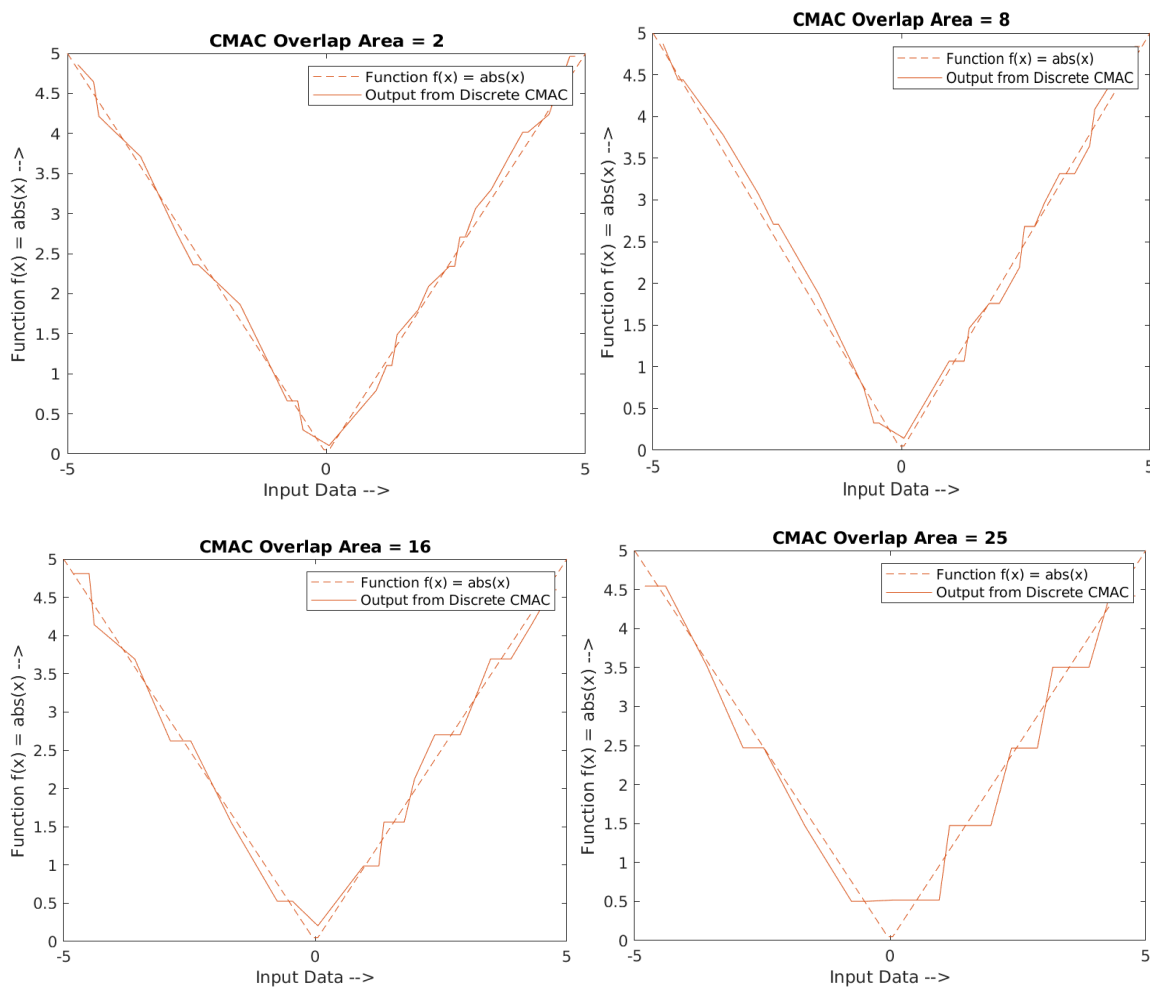 CMAC Overlap Area = 2
Function f(x) = abs(x)
Output from Discrete CMAC
Function f(x) = abs(x) -->
5
4.5
4
3.5
3
2.5
2
1.5
1
0.5
0
-5
0
5
Input Data -->
CMAC Overlap Area = 8
Function f(x) = abs(x)
Output from Discrete CMAC
Function f(x) = abs(x) -->
5
4.5
4
3.5
3
2.5
2
1.5
1
0.5
0
-5
0
5
Input Data -->
CMAC Overlap Area = 16
Function f(x) = abs(x)
Output from Discrete CMAC
Function f(x) = abs(x) -->
5
4.5
4
3.5
3
2.5
2
1.5
1
0.5
0
-5
0
5
Input Data -->
CMAC Overlap Area = 25
Function f(x) = abs(x)
Output from Discrete CMAC
Function f(x) = abs(x) -->
5
4.5
4
3.5
3
2.5
2
1.5
1
0.5
0
-5
0
5
Input Data -->